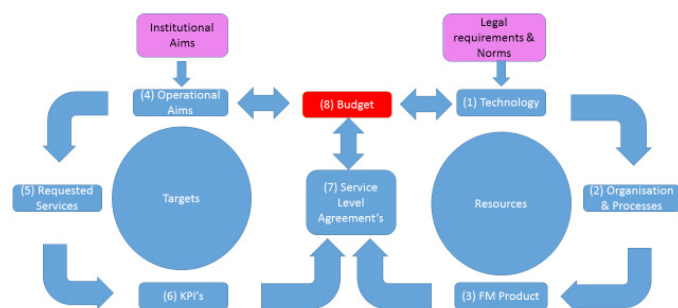 Institutional
Aims
Legal
requirements &
Norms
(4) Operational
Aims
(8) Budget
(1) Technology
(5) Requested
Services
Targets
(7) Service
Level
Agreement's
Resources
(2) Organisation
& Processes
(6) KPI's
(3) FM Product